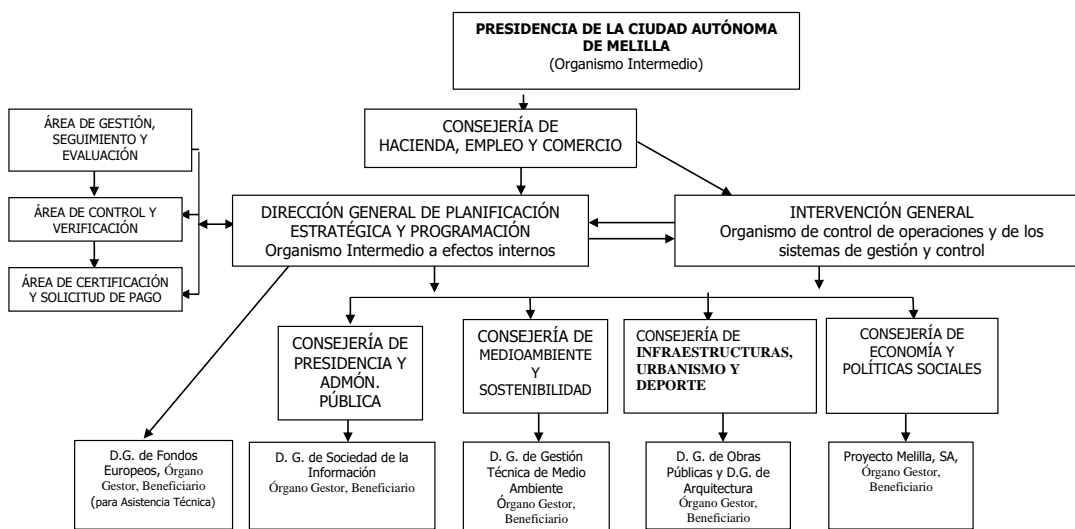 PRESIDENCIA DE LA CIUDAD AUTÓNOMA
DE MELILLA
(Organismo Intermedio)
CONSEJERÍA DE
HACIENDA, EMPLEO Y COMERCIO
ÁREA DE GESTIÓN,
SEGUIMIENTO Y
EVALUACIÓN
ÁREA DE CONTROL Y
VERIFICACIÓN
ÁREA DE CERTIFICACIÓN
Y SOLICITUD DE PAGO
DIRECCIÓN GENERAL DE PLANIFICACIÓN
ESTRATÉGICA Y PROGRAMACIÓN
Organismo Intermedio a efectos internos
INTERVENCIÓN GENERAL
Organismo de control de operaciones y de los
sistemas de gestión y control
CONSEJERÍA DE
PRESIDENCIA Y
ADMÓN.
PÚBLICA
CONSEJERÍA DE
MEDIOAMBIENTE
Y
SOSTENIBILIDAD
CONSEJERÍA DE
INFRAESTRUCTURAS,
URBANISMO Y
DEPORTE
CONSEJERÍA DE
ECONOMÍA Y
POLÍTICAS SOCIALES
D.G. de Fondos
Europeos, Órgano
Gestor, Beneficiario
(para Asistencia Técnica)
D. G. de Sociedad de la
Información
Órgano Gestor, Beneficiario
D. G. de Gestión
Técnica de Medio
Ambiente
Órgano Gestor,
Beneficiario
D. G. de Obras
Públicas y D.G. de
Arquitectura
Órgano Gestor,
Beneficiario
Proyecto Melilla, SA,
Órgano Gestor,
Beneficiario